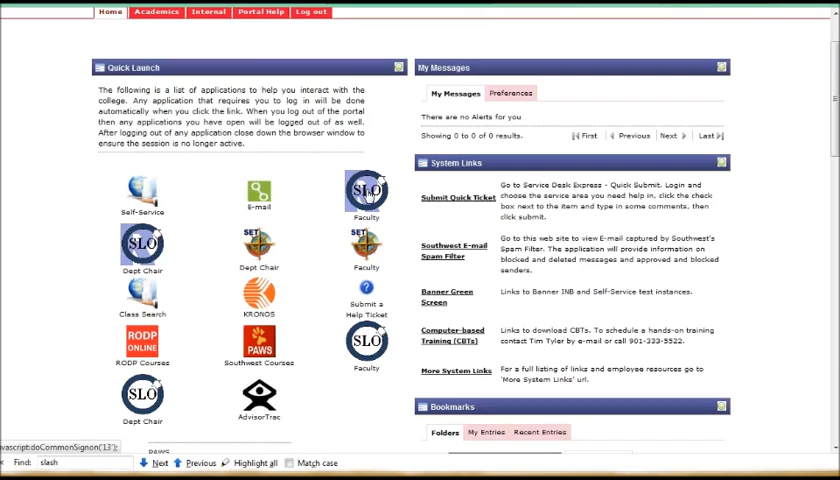 Home Academics Internal Portal Help Log out
Quick Launch
The following is a list of applications to help you interact with the
college. Any application that requires you to log in will be done
automatically when you click the link. When you log out of the portal
then any applications you have open will be logged out of as well.
After logging out of any application close down the browser window to
ensure the session is no longer active.
SLO
Self-Service
E-mail
Faculty
SLO
SET
SET
Dept Chair
Dept Chair
Faculty
Class Search
KRONOS
Submit a
Help Ticket
RODP
ONLINE
PAWS
SLO
RODP Courses
Southwest Courses
Faculty
SLO
Dept Chair
AdvisorTrac
My Messages
My Messages Preferences
There are no Alerts for you
Showing 0 to 0 of 0 results. First Previous Next Last
System Links
Submit Quick Ticket
Go to Service Desk Express - Quick Submit. Login and
choose the service area you need help in, click the check
box next to the item and type in some comments, then
click submit.
Southwest E-mail
Spam Filter
Go to this web site to view E-mail captured by Southwest's
Spam Filter. The application will provide information on
blocked and deleted messages and approved and blocked
senders.
Banner Green
Screen
Links to Banner INB and Self-Service test instances.
Computer-based
Training (CBTs)
Links to download CBTs. To schedule a hands-on training
contact Tim Tyler by e-mail or call 901-333-5522.
More System Links
For a full listing of links and employee resources go to
'More System Links' url.
Bookmarks
Folders My Entries Recent Entries
avascript:doCommonSignon('13');
PAWS
Find: slash Next Previous Highlight all Match case